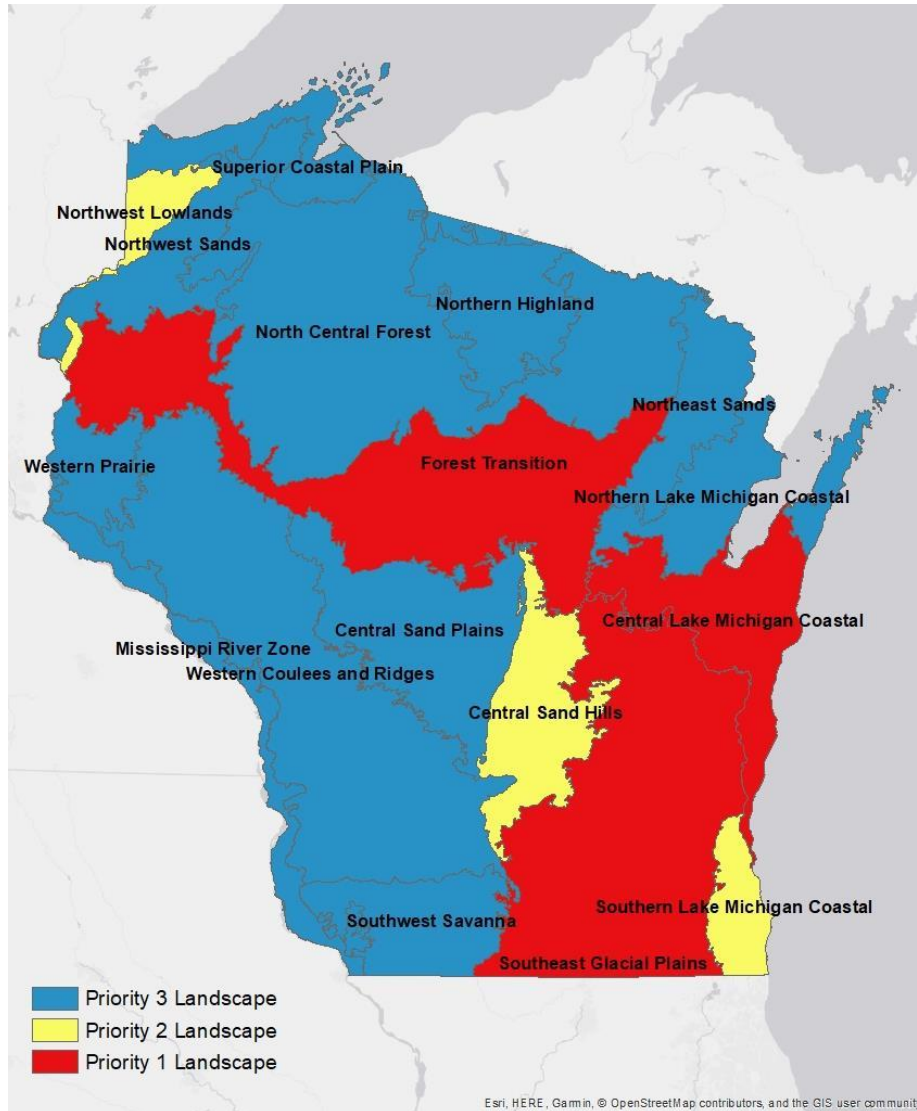 Superior Coastal Plain
Northwest Lowlands
Northwest Sands
Northern Highland
North Central Forest
Northeast Sands
Forest Transition
Western Prairie
Northern Lake Michigan Coastal
Central Lake Michigan Coastal
Central Sand Plains
Mississippi River Zone
Western Coulees and Ridges
Central Sand Hills
Southern Lake Michigan Coastal
Southwest Savanna
Southeast Glacial Plains
Priority 3 Landscape
Priority 2 Landscape
Priority 1 Landscape
Esri, HERE, Garmin, © OpenStreetMap contributors, and the GIS user communit